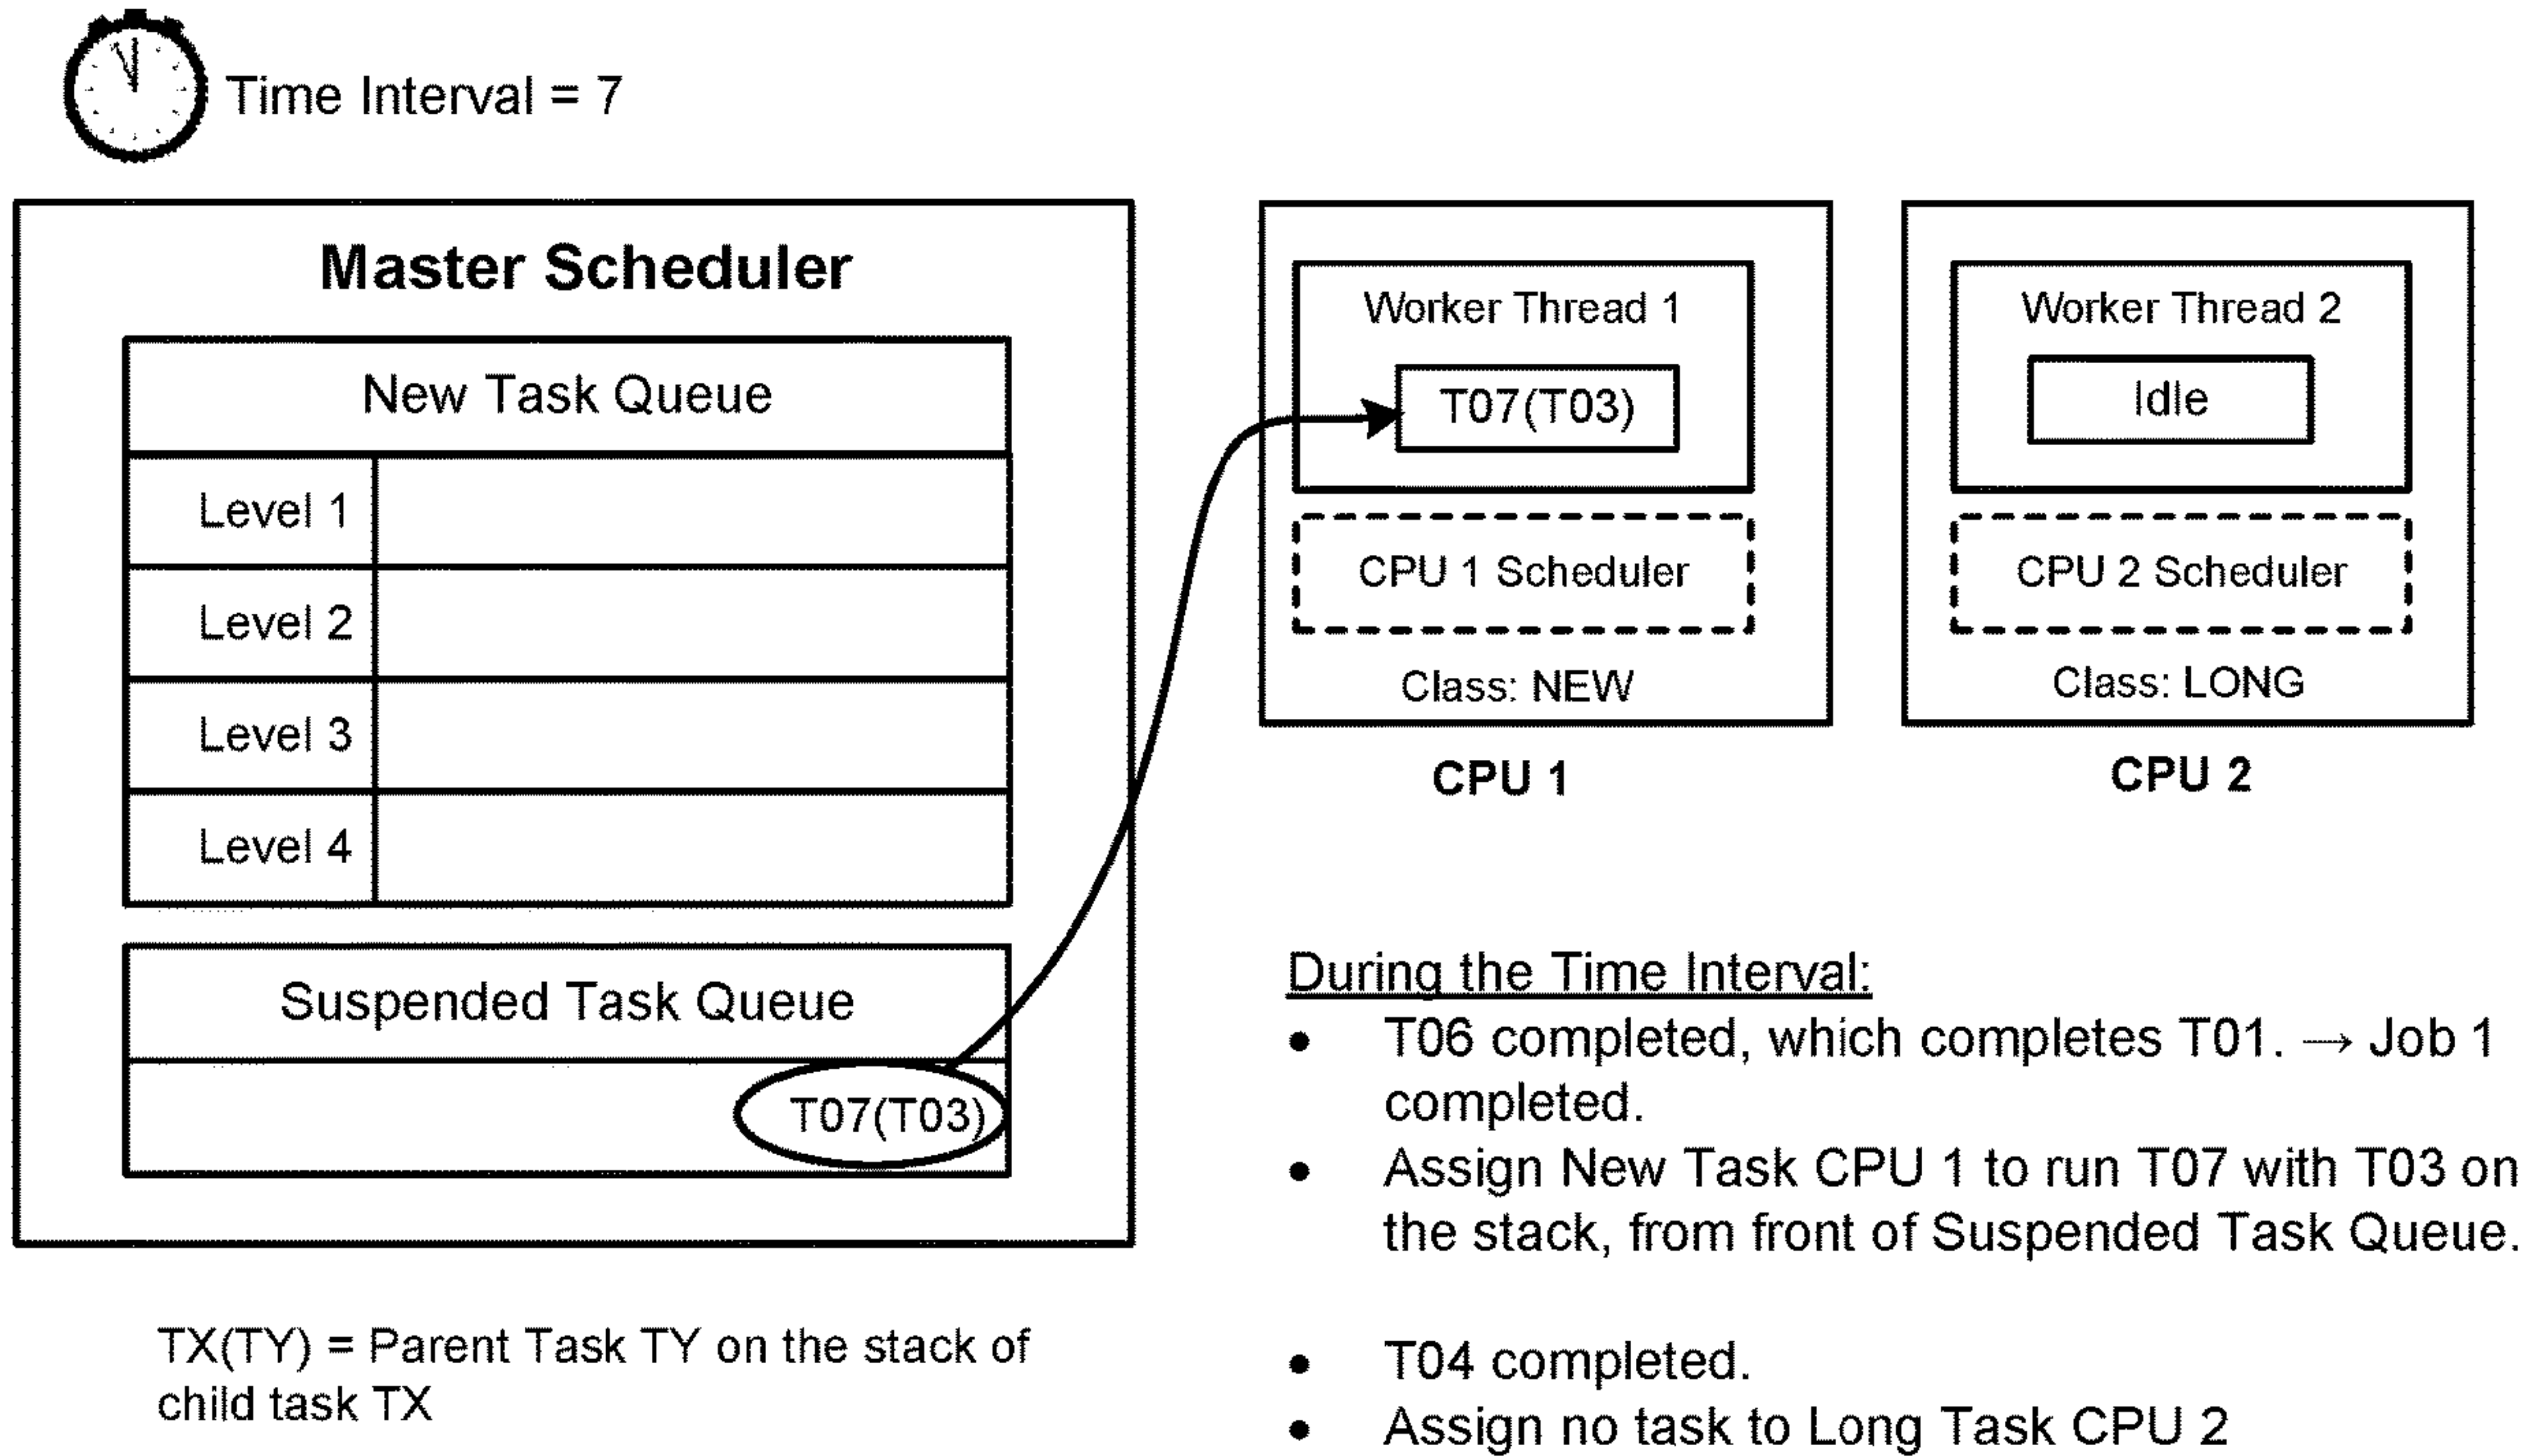 Time Interval = 7
Master Scheduler
New Task Queue
Level 1
Level 2
Level 3
Level 4
Suspended Task Queue
T07(T03)
TX(TY) = Parent Task TY on the stack of
child task TX
Worker Thread 1
T07(T03)
CPU 1 Scheduler
Class: NEW
CPU 1
Worker Thread 2
Idle
CPU 2 Scheduler
Class: LONG
CPU 2
During the Time Interval:
• T06 completed, which completes T01. → Job 1
completed.
• Assign New Task CPU 1 to run T07 with T03 on
the stack, from front of Suspended Task Queue.
• T04 completed.
• Assign no task to Long Task CPU 2